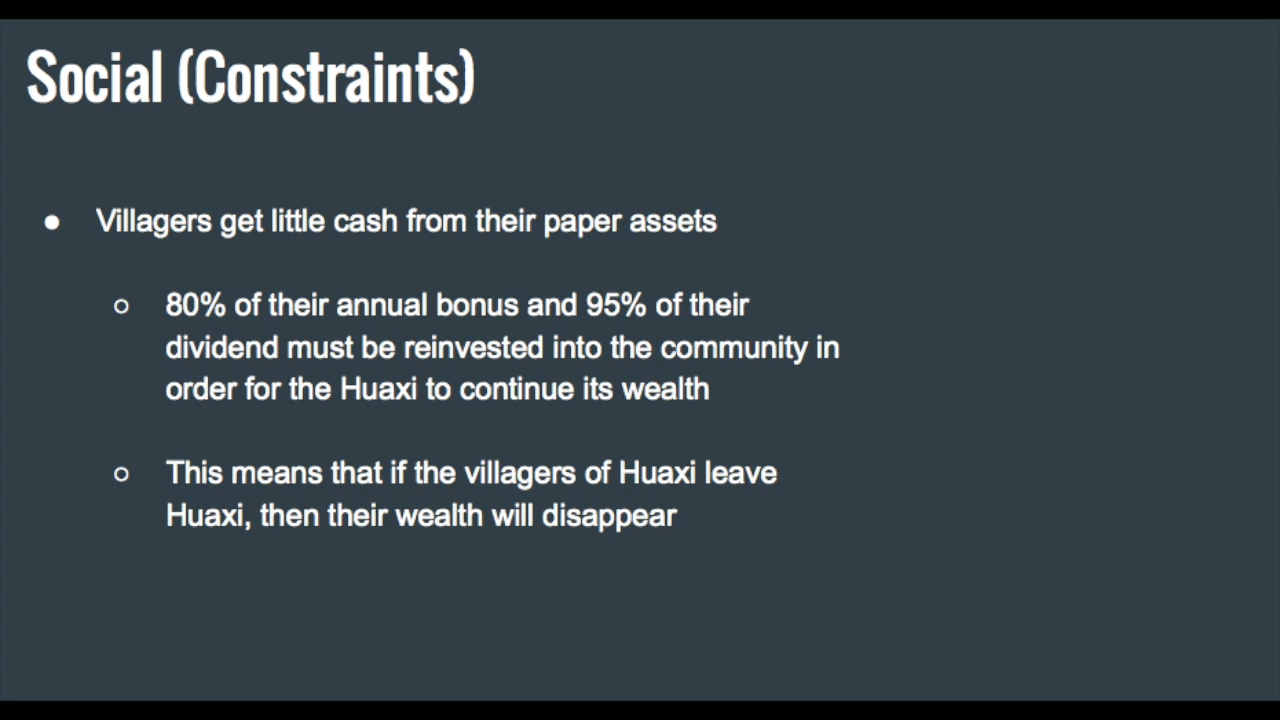 Social (Constraints)
● Villagers get little cash from their paper assets
○ 80% of their annual bonus and 95% of their
dividend must be reinvested into the community in
order for the Huaxi to continue its wealth
○ This means that if the villagers of Huaxi leave
Huaxi, then their wealth will disappear